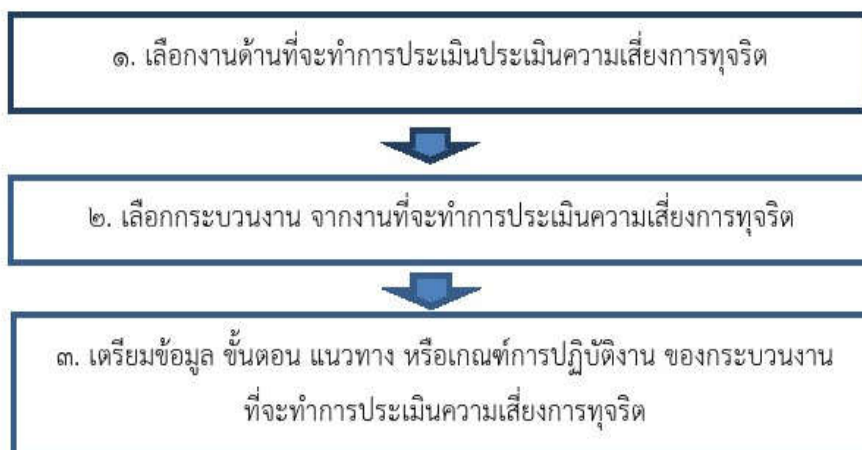 ๑. เลือกงานด้านที่จะทำการประเมินประเมินความเสี่ยงการทุจริต
๒. เลือกกระบวนงาน จากงานที่จะทำการประเมินความเสี่ยงการทุจริต
๓. เตรียมข้อมูล ขั้นตอน แนวทาง หรือเกณฑ์การปฏิบัติงาน ของกระบวนงาน
ที่จะทำการประเมินความเสี่ยงการทุจริต